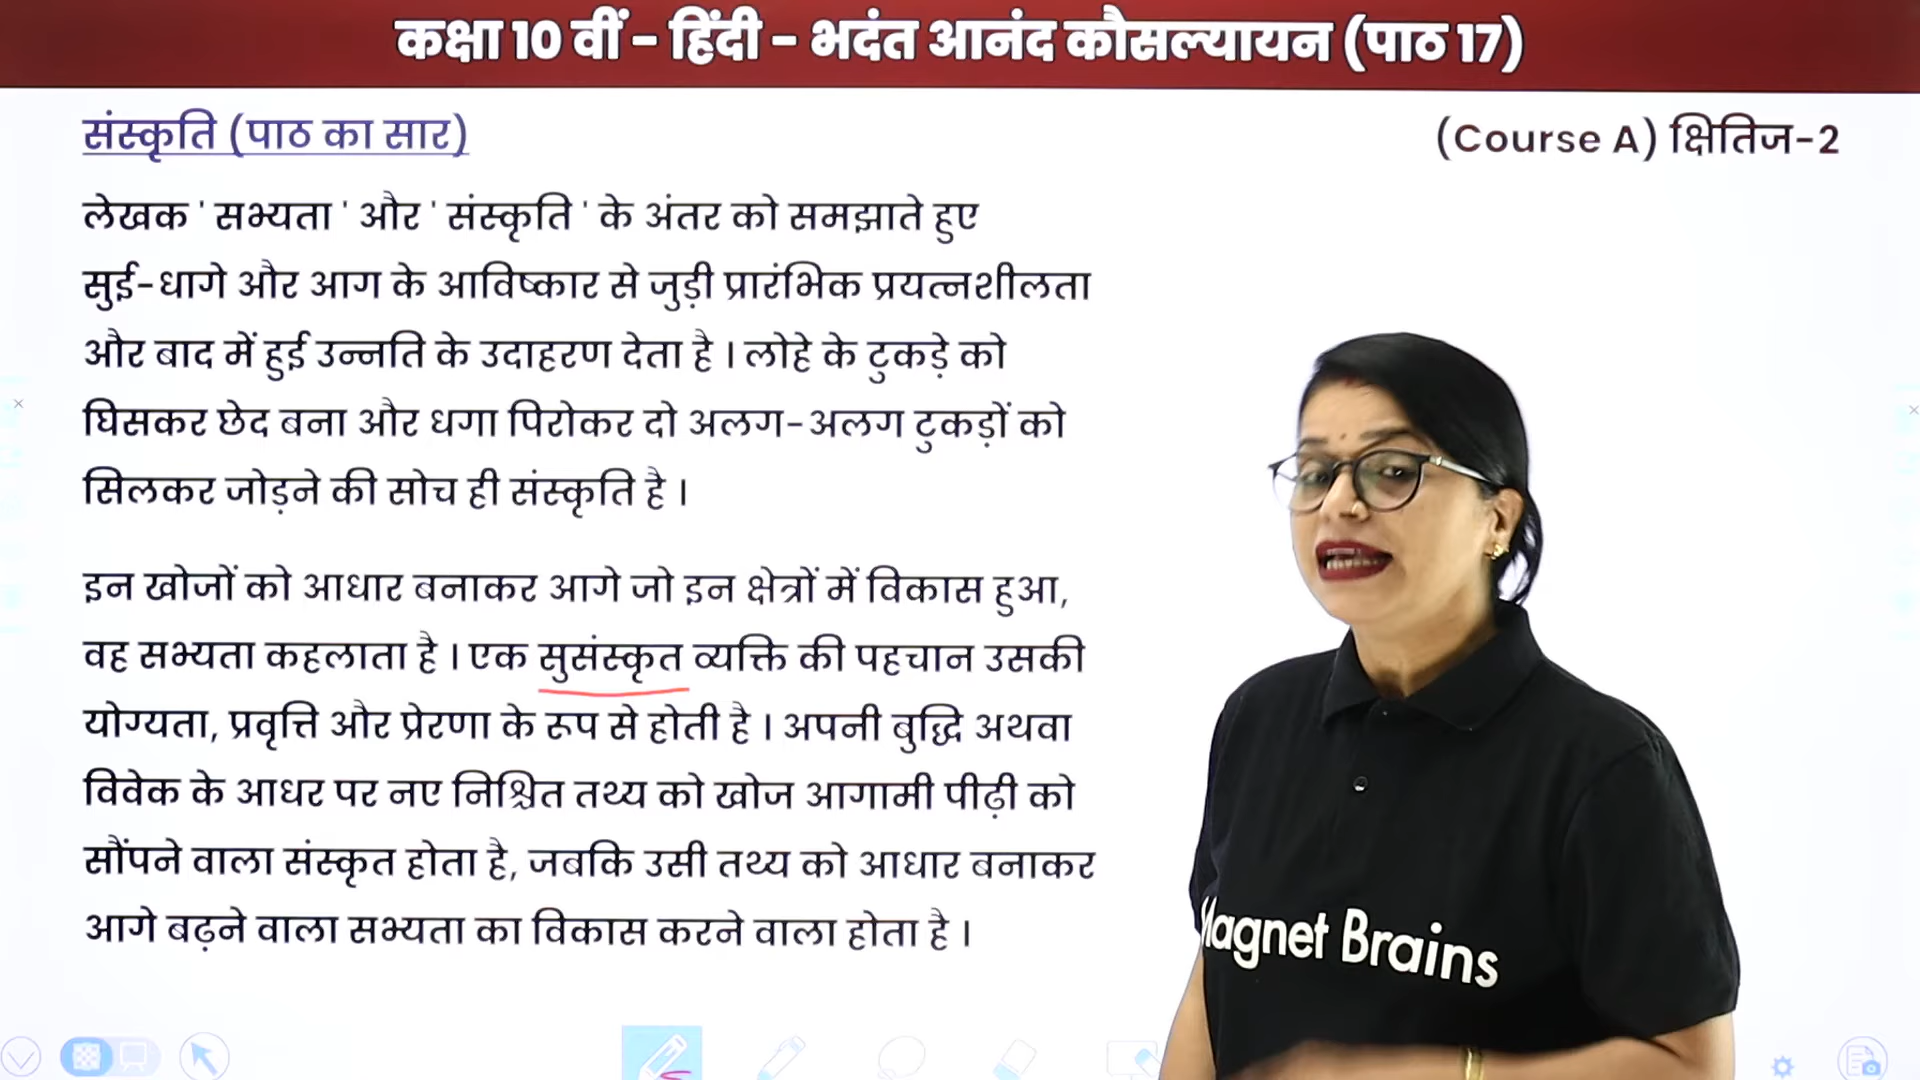 कक्षा 10 वीं - हिंदी - भदंत आनंद कौसल्यायन (पाठ 17)
संस्कृति (पाठ का सार)
(Course A) क्षितिज-2
लेखक ' सभ्यता ' और ' संस्कृति ' के अंतर को समझाते हुए
सुई-धागे और आग के आविष्कार से जुड़ी प्रारंभिक प्रयत्नशीलता
और बाद में हुई उन्नति के उदाहरण देता है । लोहे के टुकड़े को
घिसकर छेद बना और धगा पिरोकर दो अलग-अलग टुकड़ों को
सिलकर जोड़ने की सोच ही संस्कृति है ।
इन खोजों को आधार बनाकर आगे जो इन क्षेत्रों में विकास हुआ,
वह सभ्यता कहलाता है । एक सुसंस्कृत व्यक्ति की पहचान उसकी
योग्यता, प्रवृत्ति और प्रेरणा के रूप से होती है । अपनी बुद्धि अथवा
विवेक के आधर पर नए निश्चित तथ्य को खोज आगामी पीढ़ी को
सौंपने वाला संस्कृत होता है, जबकि उसी तथ्य को आधार बनाकर
आगे बढ़ने वाला सभ्यता का विकास करने वाला होता है ।
Magnet Brains